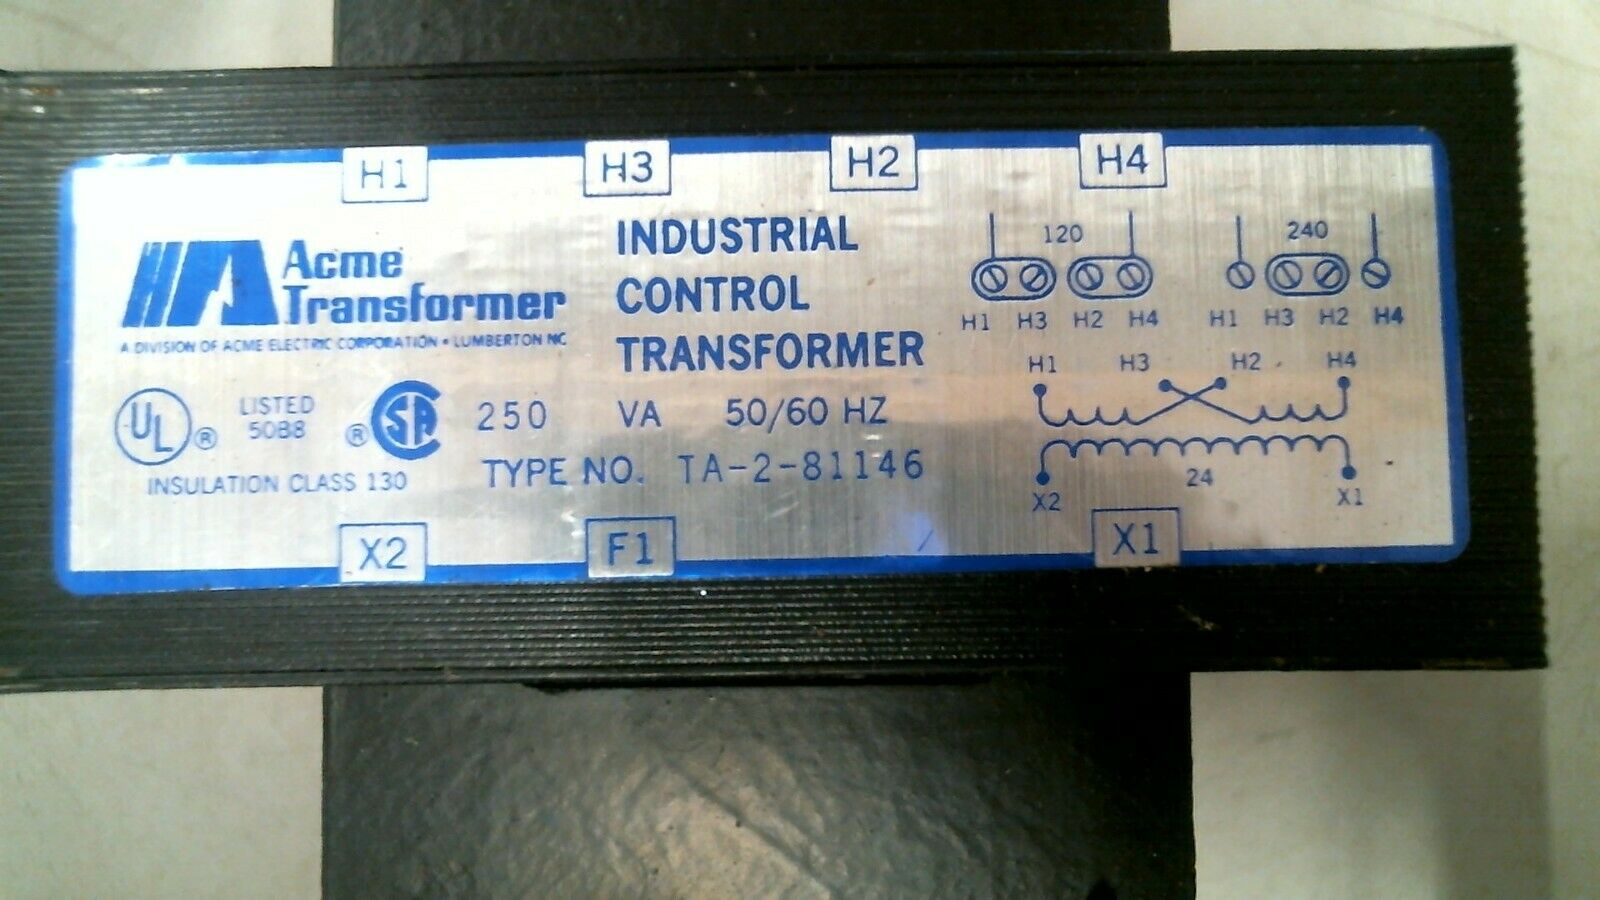 H1 H3 H2 H4
Acme
Transformer
A DIVISION OF ACME ELECTRIC CORPORATION • LUMBERTON NC
INDUSTRIAL
CONTROL
TRANSFORMER
120 240
H1 H3 H2 H4 H1 H3 H2 H4
H1 H3 H2 H4
24
X2 X1
UL ® LISTED
50B8
® SA
250 VA 50/60 HZ
INSULATION CLASS 130
TYPE NO. TA-2-81146
X2 F1 X1